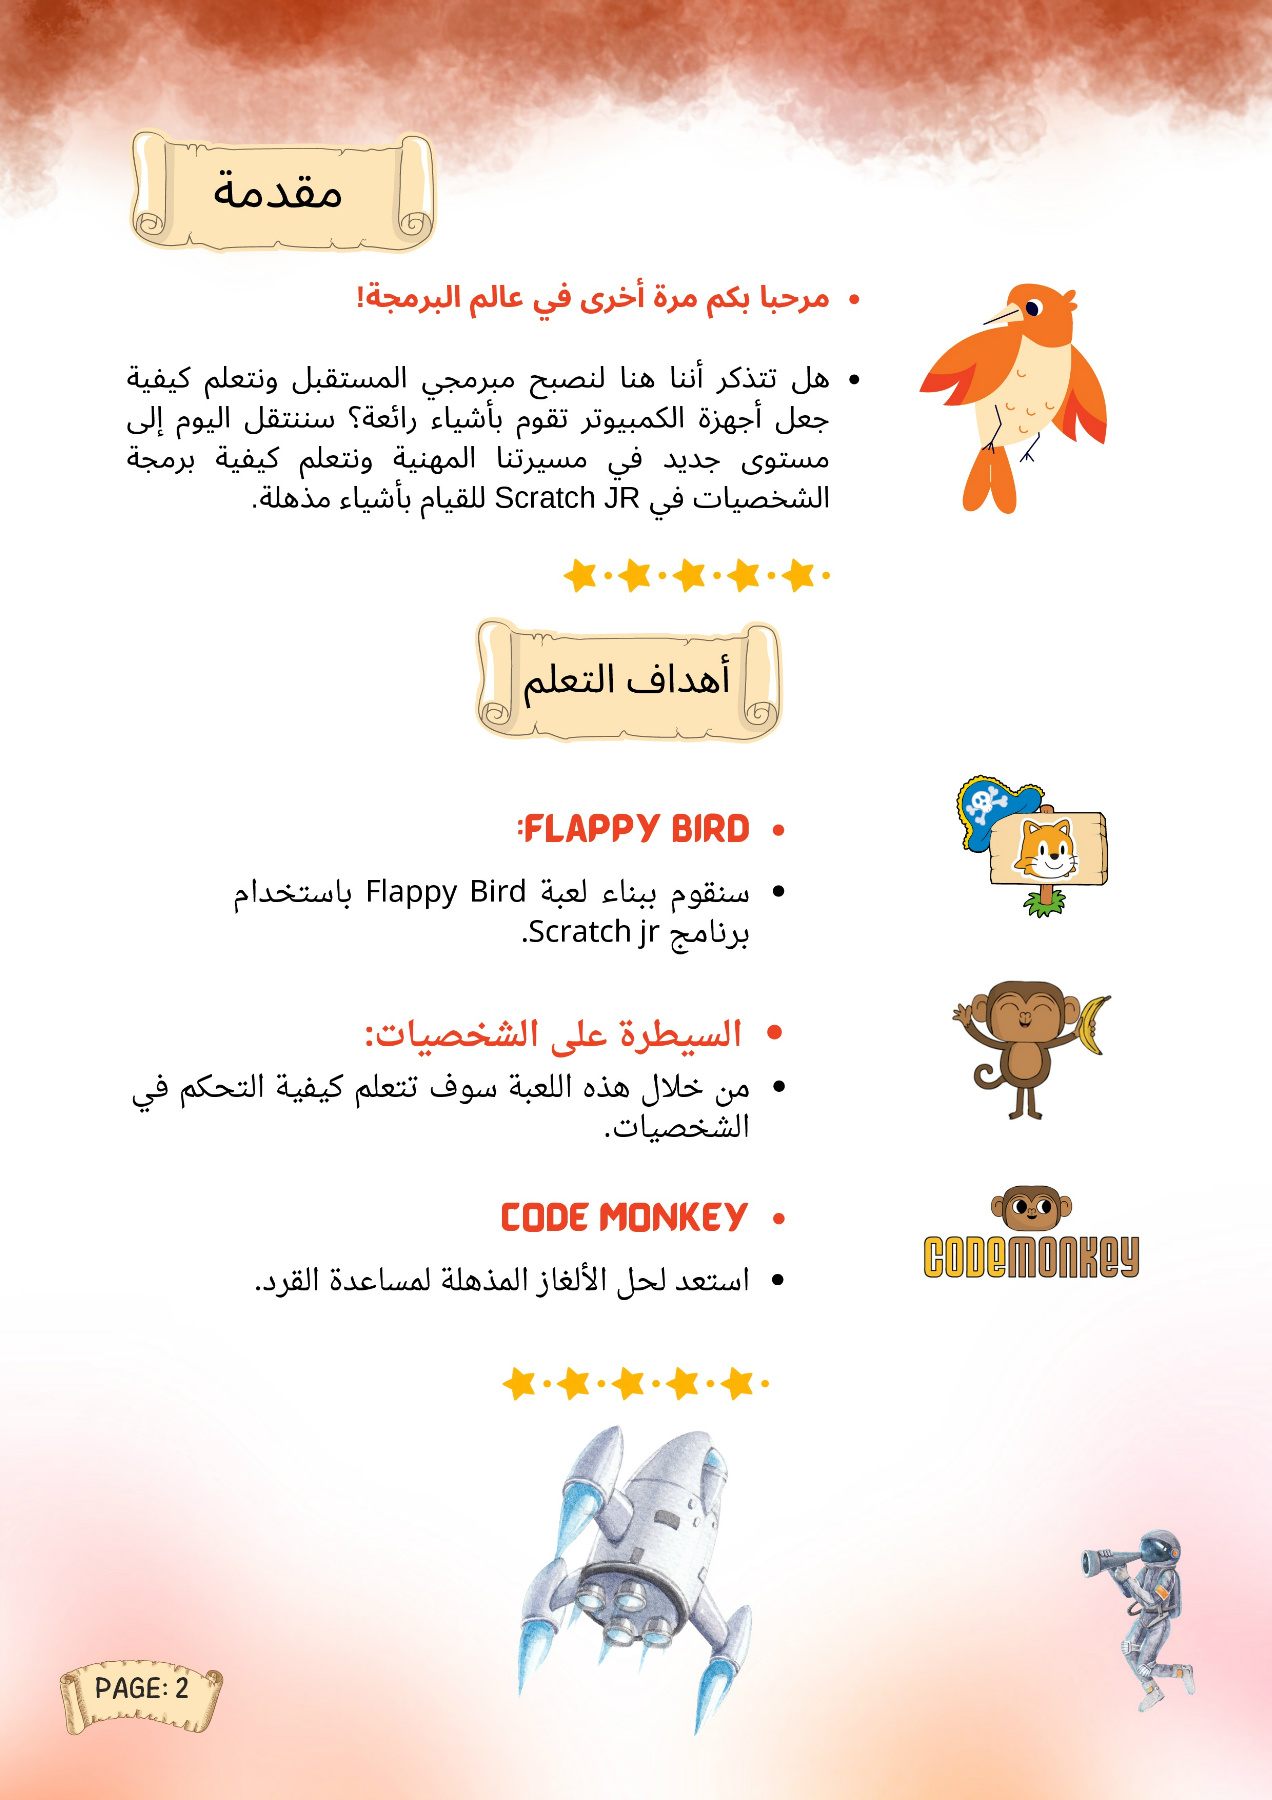 مقدمة
مرحبا بكم مرة أخرى في عالم البرمجة!
هل تتذكر أننا هنا لنصبح مبرمجي المستقبل ونتعلم كيفية
جعل أجهزة الكمبيوتر تقوم بأشياء رائعة؟ سننتقل اليوم إلى
مستوى جديد في مسيرتنا المهنية ونتعلم كيفية برمجة
الشخصيات في Scratch JR للقيام بأشياء مذهلة.
أهداف التعلم
FLAPPY BIRD:
سنقوم ببناء لعبة Flappy Bird باستخدام
برنامج Scratch jr.
السيطرة على الشخصيات:
من خلال هذه اللعبة سوف تتعلم كيفية التحكم في
الشخصيات.
CODE MONKEY
codemonkey
استعد لحل الألغاز المذهلة لمساعدة القرد.
PAGE: 2